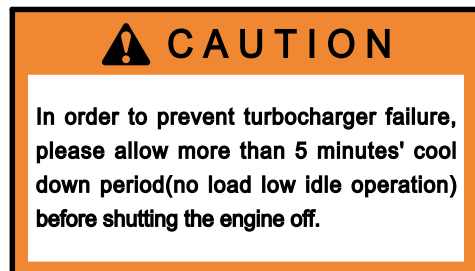 CAUTION
In order to prevent turbocharger failure,
please allow more than 5 minutes' cool
down period(no load low idle operation)
before shutting the engine off.